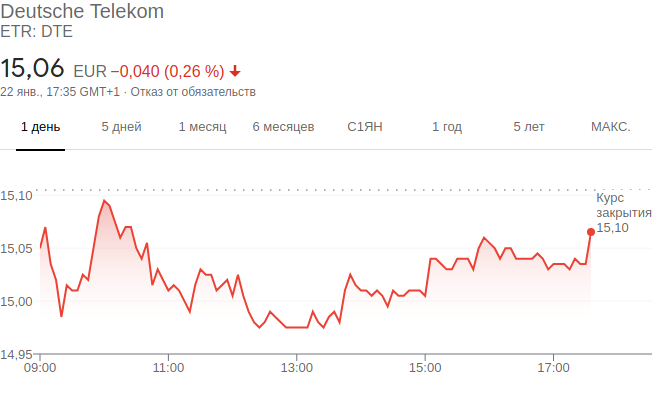 Deutsche Telekom
ETR: DTE
15,06 EUR −0,040 (0,26 %)
22 янв., 17:35 GMT+1 · Отказ от обязательств
1 день 5 дней 1 месяц 6 месяцев С1ЯН 1 год 5 лет МАКС.
15,10
Курс
закрытия
15,10
15,05
15,00
14,95
09:00 11:00 13:00 15:00 17:00